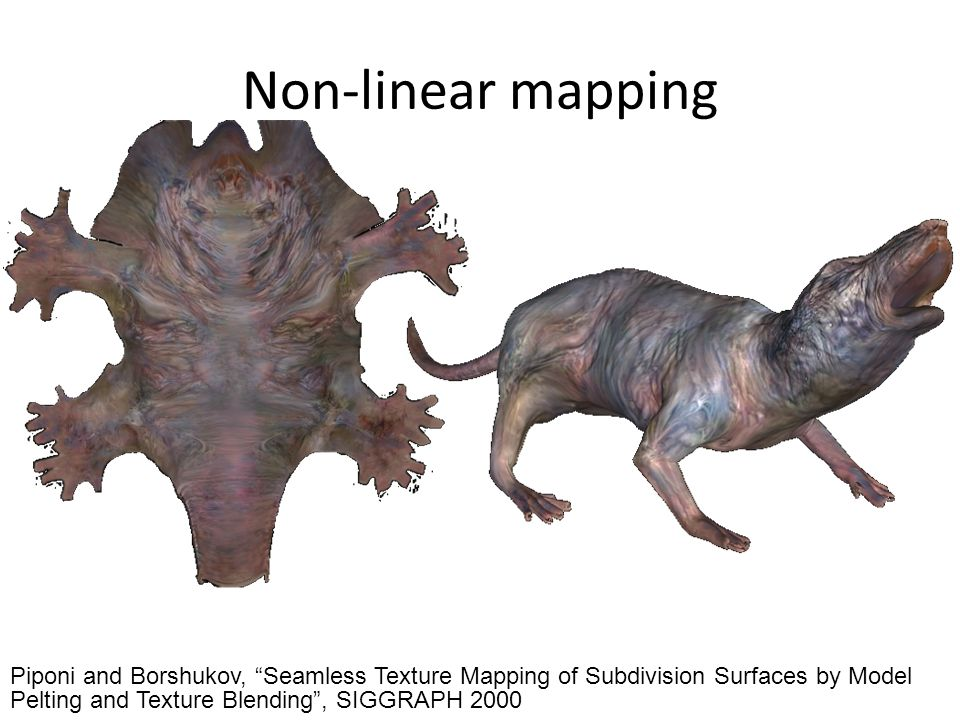 Non-linear mapping
Piponi and Borshukov, “Seamless Texture Mapping of Subdivision Surfaces by Model
Pelting and Texture Blending”, SIGGRAPH 2000